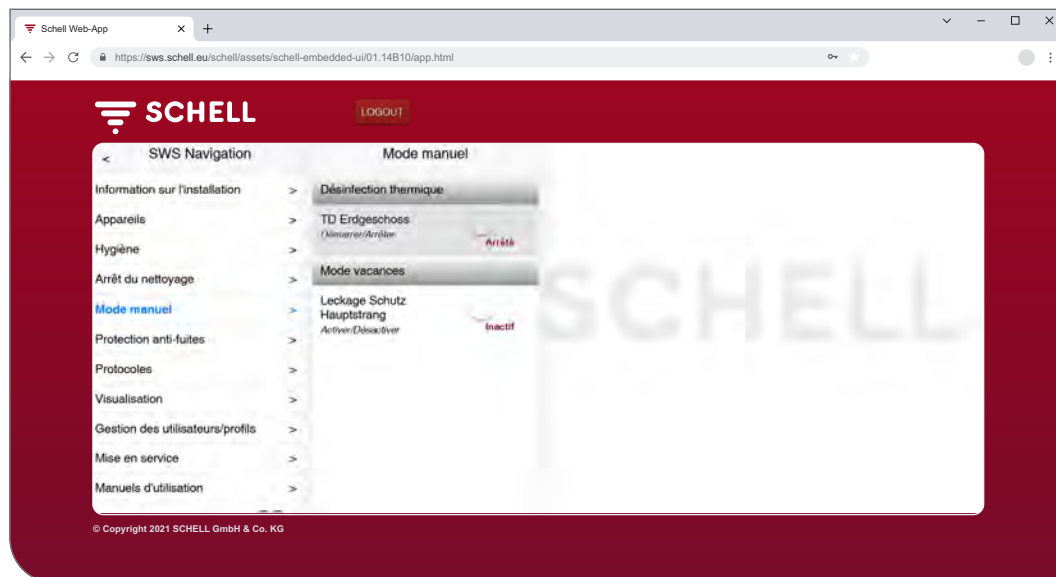 Schell Web-App
https://sws.schell.eu/schell/assets/schell-embedded-ui/01.14B10/app.html
SCHELL
LOGOUT
< SWS Navigation
Information sur l'installation >
Appareils >
Hygiène >
Arrêt du nettoyage >
Mode manuel >
Protection anti-fuites >
Protocoles >
Visualisation >
Gestion des utilisateurs/profils >
Mise en service >
Manuels d'utilisation >
Mode manuel
Désinfection thermique
TD Erdgeschoss
Démarrer/Arrêter
Arrêté
Mode vacances
Leckage Schutz
Hauptstrang
Activer/Désactiver
Inactif
SCHELL
© Copyright 2021 SCHELL GmbH & Co. KG